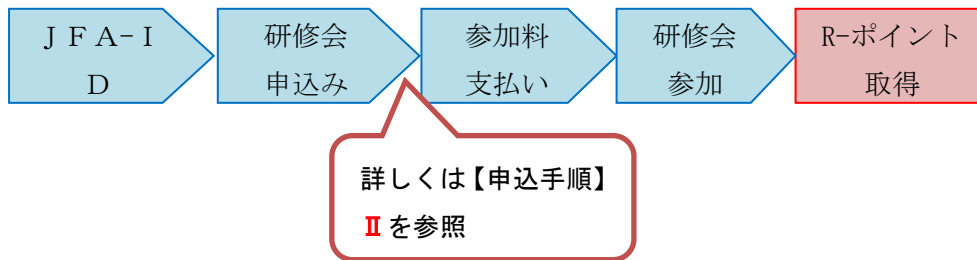 ＪＦＡ-Ｉ
Ｄ
研修会
申込み
参加料
支払い
研修会
参加
R-ポイント
取得
詳しくは【申込手順】
Ⅱを参照